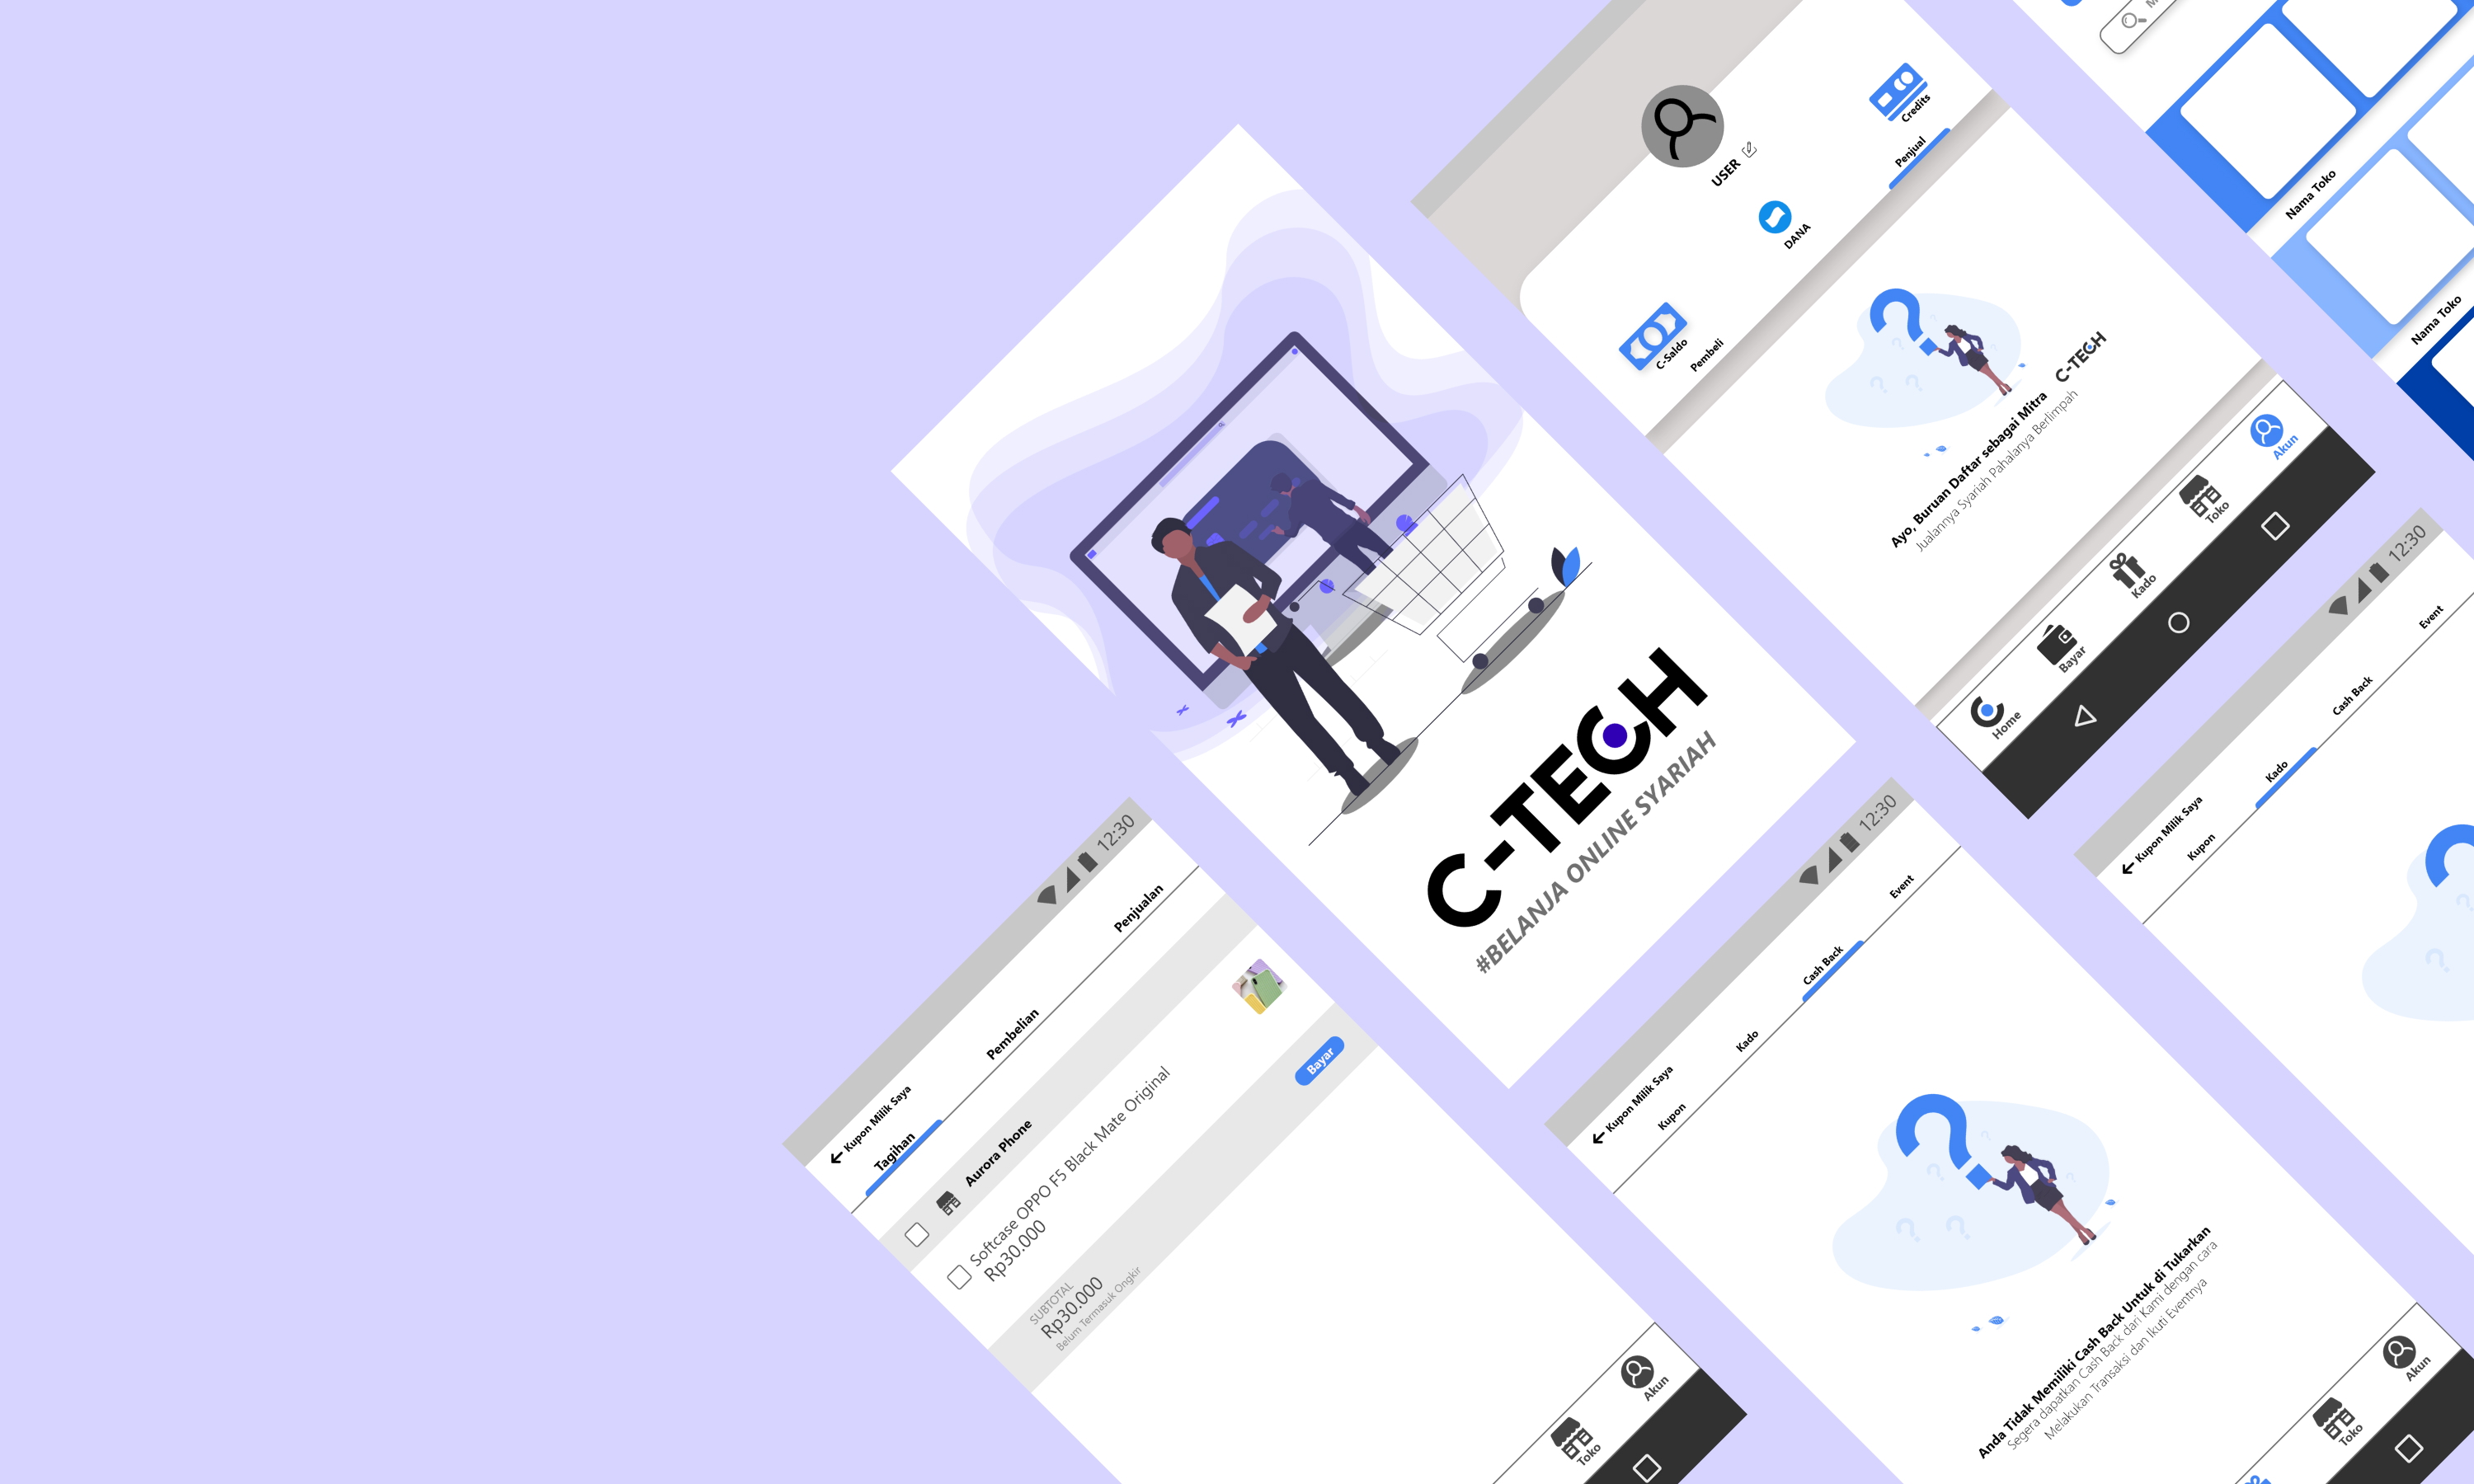 C-TECH
#BELANJA ONLINE SYARIAH
USER
C-Saldo
DANA
Credits
Pembeli
Penjual
C-TECH
Ayo, Buruan Daftar sebagai Mitra
Jualannya Syariah Pahalanya Berlimpah
Home
Bayar
Kado
Toko
Akun
Nama Toko
Nama Toko
12:30
Kupon Milik Saya
Tagihan
Pembelian
Penjualan
Aurora Phone
Softcase OPPO F5 Black Mate Original
Rp30.000
SUBTOTAL
Rp30.000
Belum Termasuk Ongkir
Bayar
Toko
Akun
12:30
Kupon Milik Saya
Kupon
Kado
Cash Back
Event
Anda Tidak Memiliki Cash Back Untuk di Tukarkan
Segera dapatkan Cash Back dari Kami dengan cara
Melakukan Transaksi dan Ikuti Eventnya
Toko
Akun
12:30
Kupon Milik Saya
Kupon
Kado
Cash Back
Event